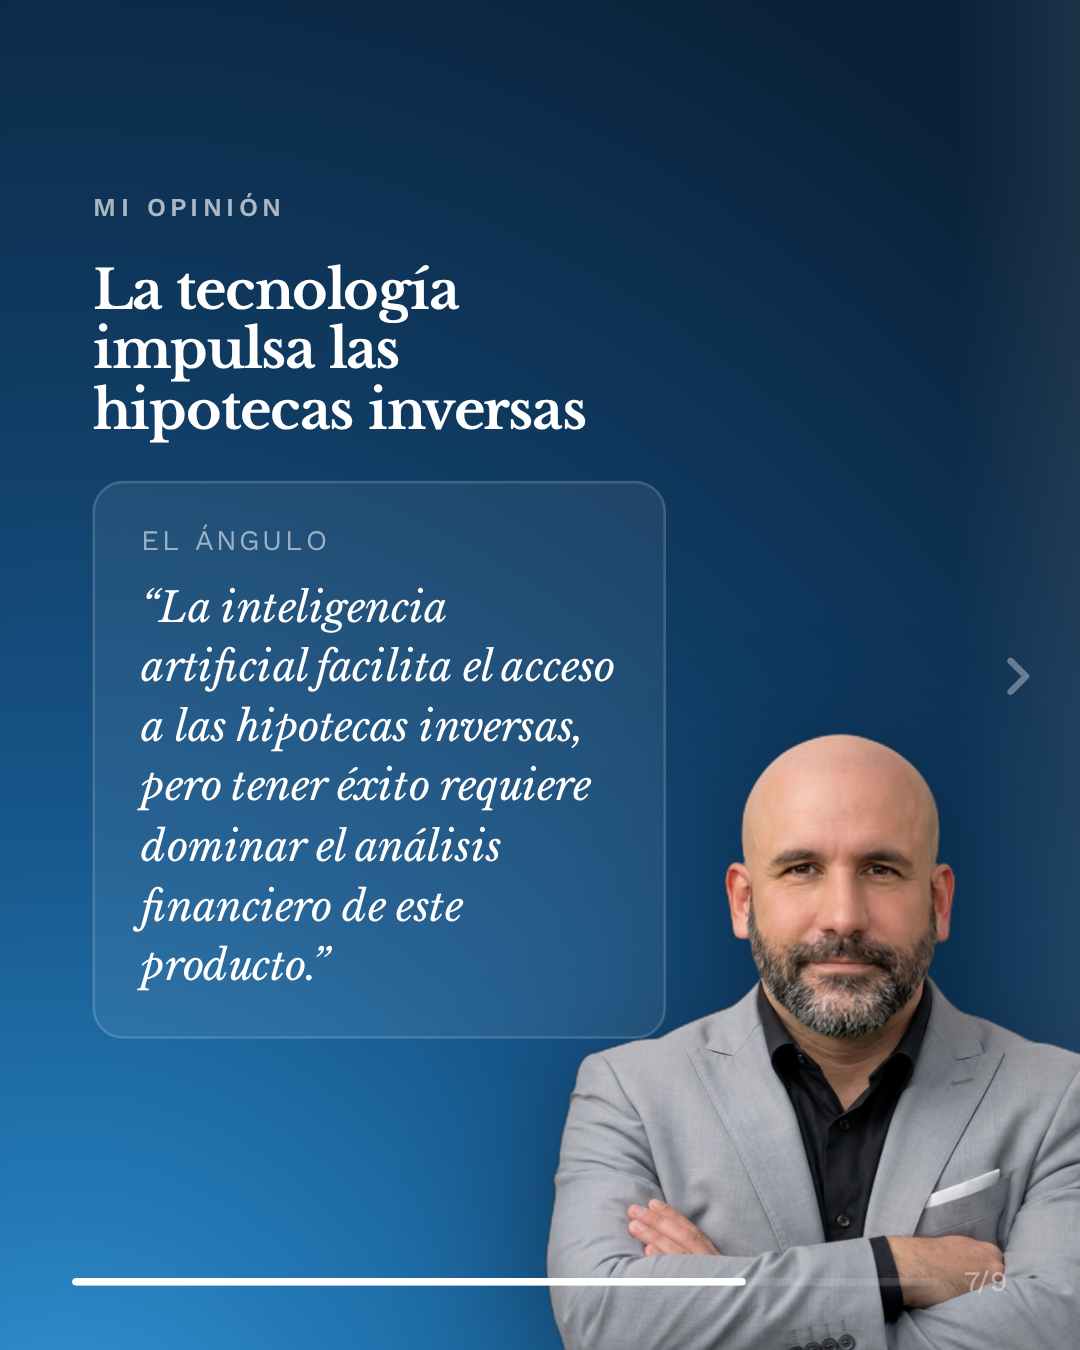 MI OPINIÓN
La tecnología
impulsa las
hipotecas inversas
EL ÁNGULO
“La inteligencia
artificial facilita el acceso
a las hipotecas inversas,
pero tener éxito requiere
dominar el análisis
financiero de este
producto.”
7/9